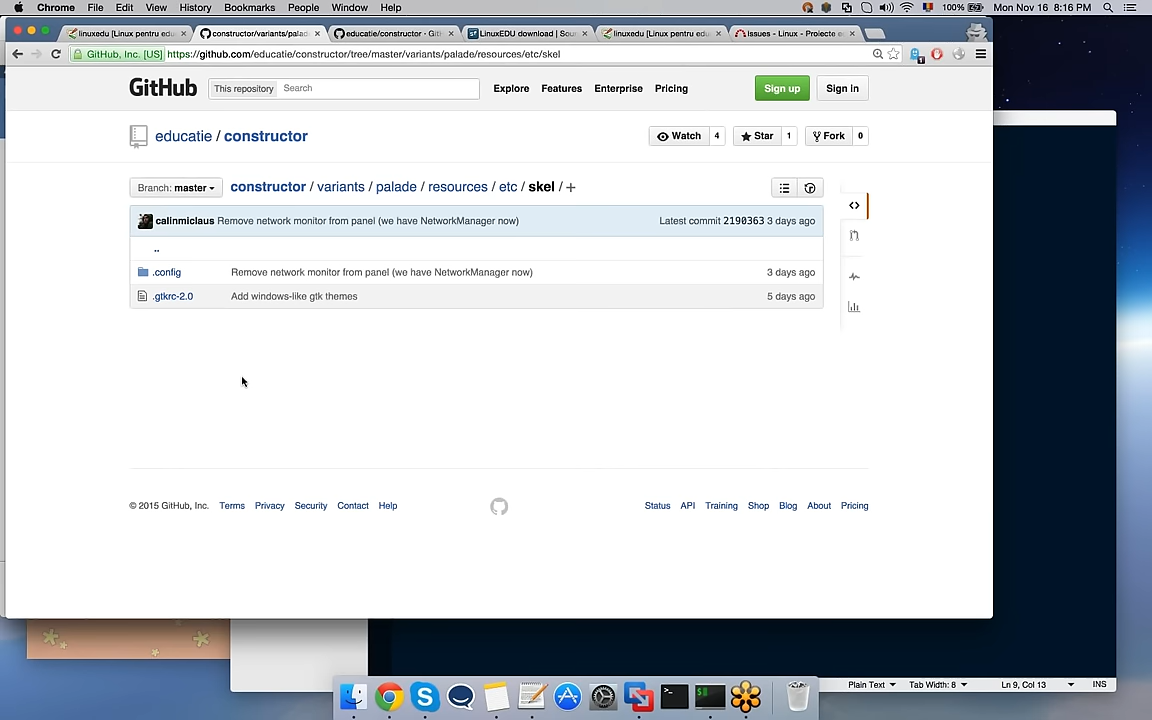 Chrome File Edit View History Bookmarks People Window Help 100% Mon Nov 16 8:16 PM
linuxedu [Linux pentru edu constructor/variants/palade educatie/constructor - GitH LinuxEDU download | Sour linuxedu [Linux pentru edu Issues - Linux - Proiecte e
GitHub, Inc. [US] https://github.com/educatie/constructor/tree/master/variants/palade/resources/etc/skel
GitHub This repository Search Explore Features Enterprise Pricing Sign up Sign in
educatie / constructor Watch 4 Star 1 Fork 0
Branch: master constructor / variants / palade / resources / etc / skel / +
calinmiclaus Remove network monitor from panel (we have NetworkManager now) Latest commit 2190363 3 days ago
..
.config Remove network monitor from panel (we have NetworkManager now) 3 days ago
.gtkrc-2.0 Add windows-like gtk themes 5 days ago
© 2015 GitHub, Inc. Terms Privacy Security Contact Help Status API Training Shop Blog About Pricing
Plain Text Tab Width: 8 Ln 9, Col 13 INS